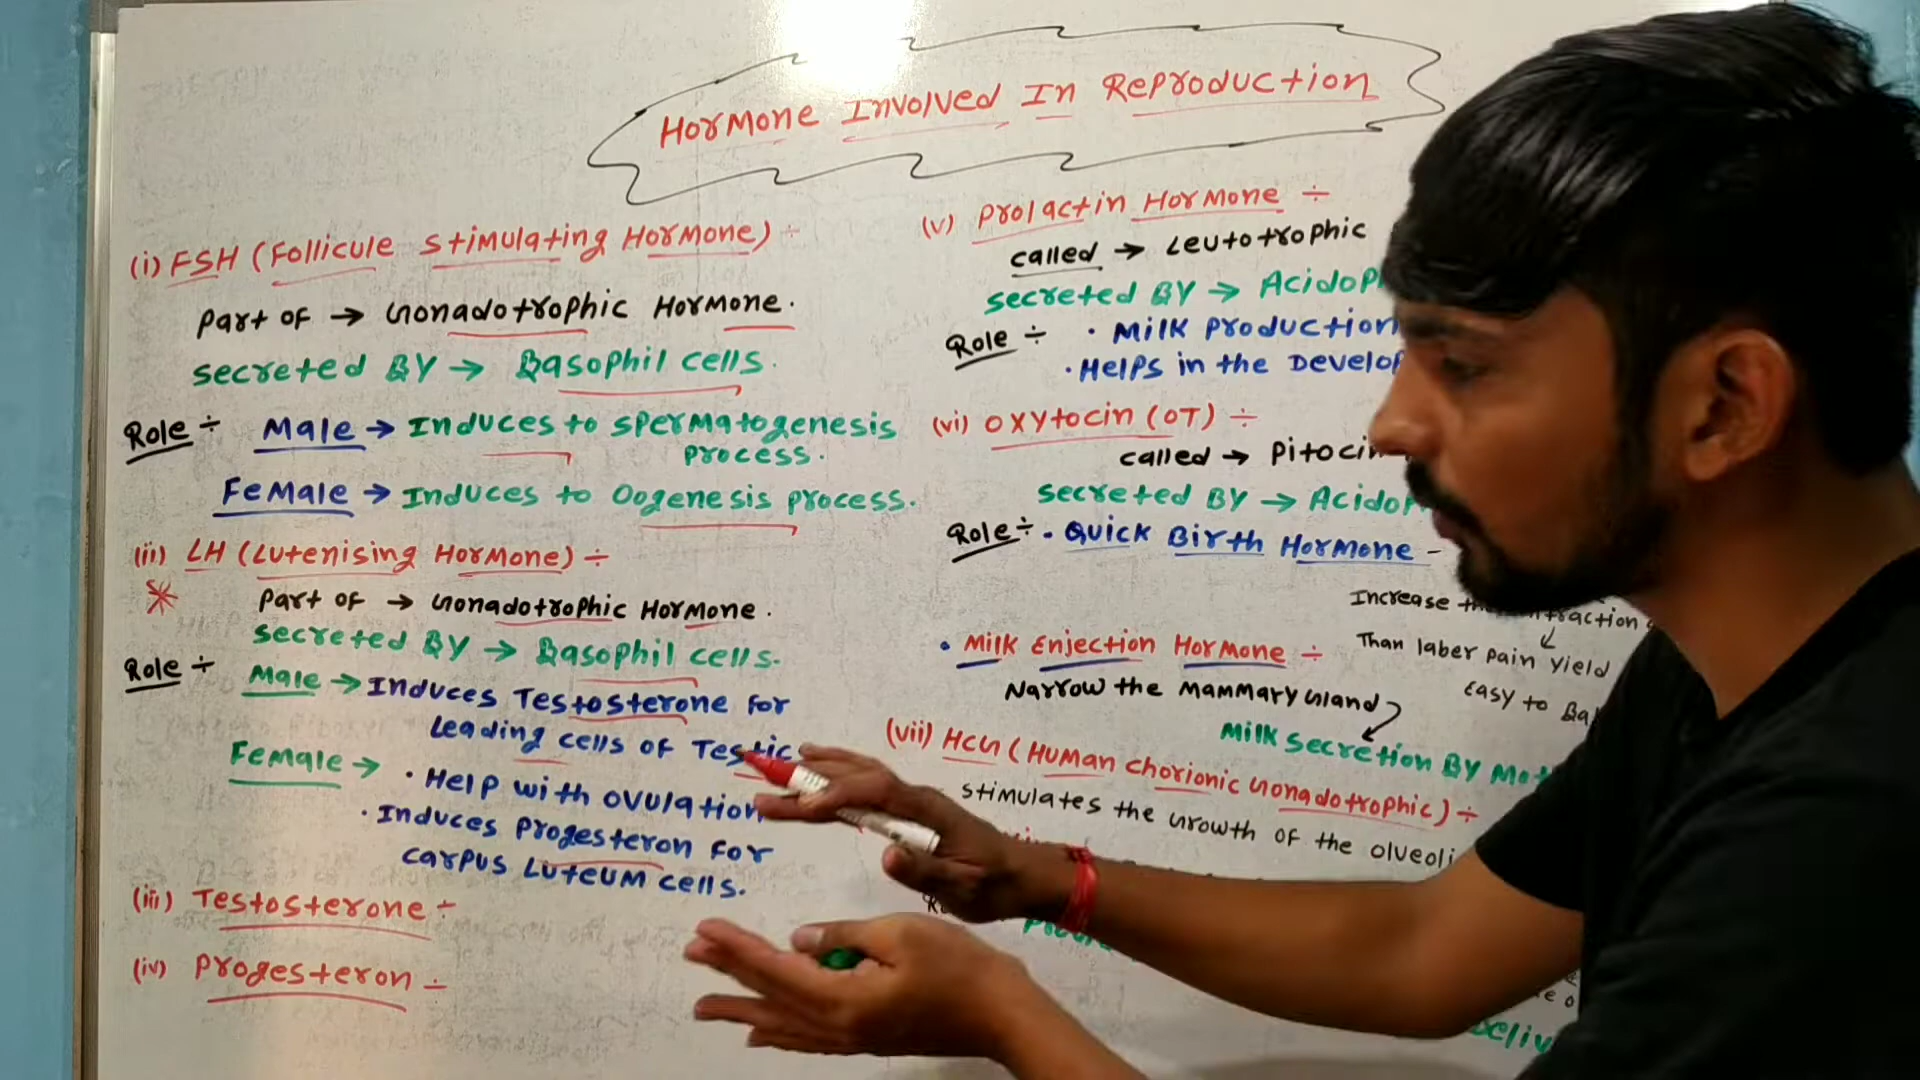 Hormone Involved In Reproduction
(i) FSH (Follicule stimulating Hormone) ÷
Part of → Gonadotrophic Hormone.
secreted By → Basophil cells.
Role ÷ Male → Induces to spermatogenesis
process.
Female → Induces to Oogenesis process.
(ii) LH (Lutenising Hormone) ÷
Part of → Gonadotrophic Hormone.
secreted By → Basophil cells.
Role ÷ Male → Induces Testosterone for
Leading cells of Testic
Female → • Help with ovulation
• Induces Progesteron for
Carpus Luteum cells.
(iii) Testosterone ÷
(iv) Progesteron ÷
(v) Prolactin Hormone ÷
called → Leutotrophic
secreted By → Acidop
Role ÷ • Milk production
• Helps in the Develop
(vi) Oxytocin (OT) ÷
called → Pitocin
secreted By → Acidop
Role ÷ • Quick Birth Hormone -
Increase
Than laber pain yield
easy to Ba
• Milk Enjection Hormone ÷
Narrow the mammary Gland
Milk secretion By Mot
(vii) HCG (Human Chorionic Gonadotrophic) ÷
stimulates the Growth of the olveoli